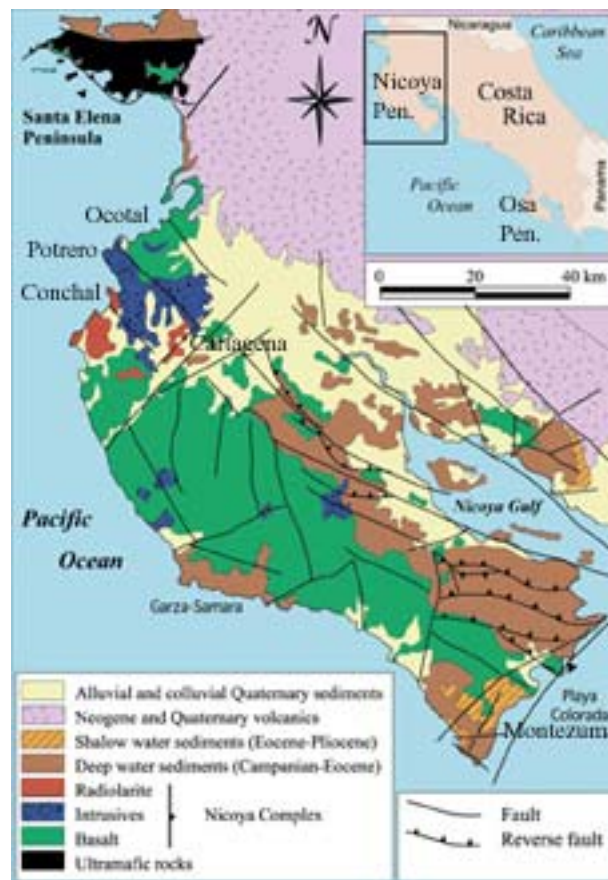 Nicaragua
Caribbean
Sea
N
Nicoya
Pen.
Costa
Rica
Panama
Pacific
Ocean
Osa
Pen.
0 20 40 km
Santa Elena
Peninsula
Ocotal
Potrero
Conchal
Cartagena
Nicoya Gulf
Pacific
Ocean
Garza-Samara
Playa
Colorada
Montezuma
Alluvial and colluvial Quaternary sediments
Neogene and Quaternary volcanics
Shalow water sediments (Eocene-Pliocene)
Deep water sediments (Campanian-Eocene)
Radiolarite
Intrusives
Nicoya Complex
Basalt
Ultramafic rocks
Fault
Reverse fault